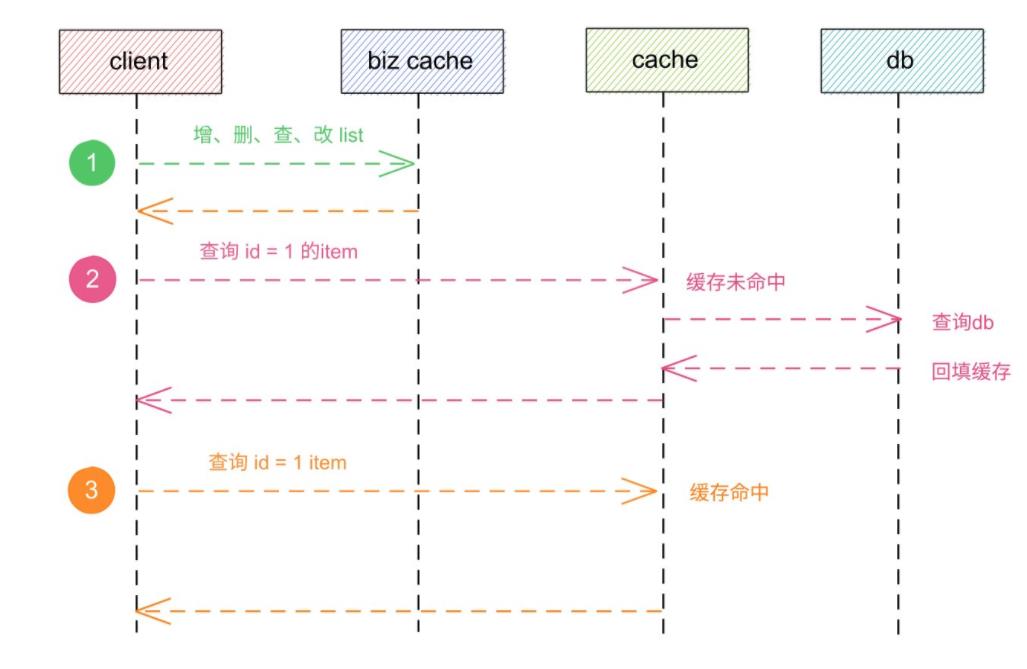 client
biz cache
cache
db
增、删、查、改 list
1
查询 id = 1 的item
2
缓存未命中
查询db
回填缓存
查询 id = 1 item
3
缓存命中